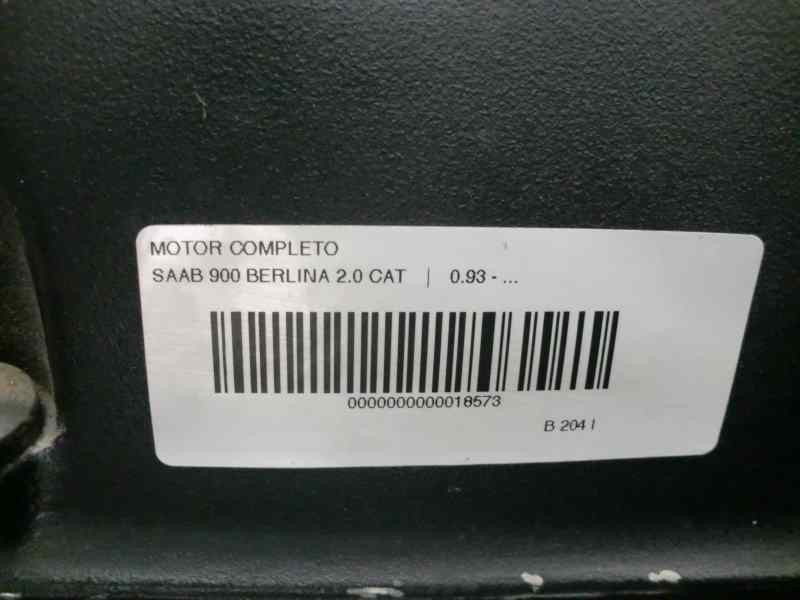 MOTOR COMPLETO
SAAB 900 BERLINA 2.0 CAT | 0.93 - ...
0000000000018573
B 204 I